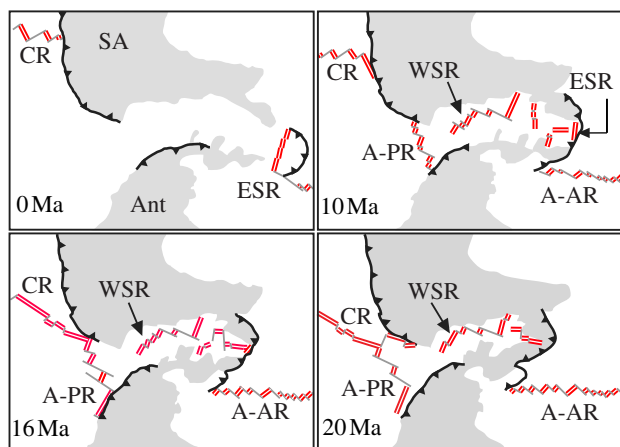 CR
SA
ESR
0 Ma
Ant
CR
WSR
ESR
A-PR
A-AR
10 Ma
CR
WSR
A-PR
A-AR
16 Ma
CR
WSR
A-PR
A-AR
20 Ma